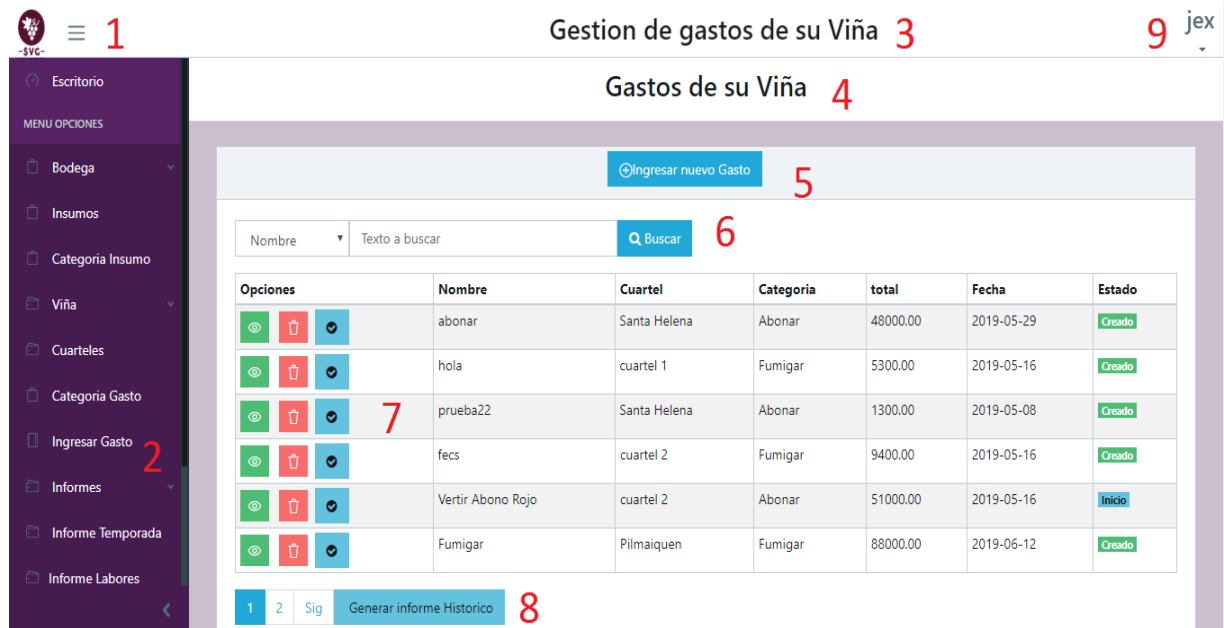 -SVG-
1
Gestion de gastos de su Viña 3
9 jex
Escritorio
MENU OPCIONES
Bodega
Insumos
Categoria Insumo
Viña
Cuarteles
Categoria Gasto
Ingresar Gasto
2
Informes
Informe Temporada
Informe Labores
Gastos de su Viña 4
Ingresar nuevo Gasto 5
Nombre Texto a buscar Buscar 6
Opciones Nombre Cuartel Categoria total Fecha Estado
abonar Santa Helena Abonar 48000.00 2019-05-29 Creado
hola cuartel 1 Fumigar 5300.00 2019-05-16 Creado
7 prueba22 Santa Helena Abonar 1300.00 2019-05-08 Creado
fecs cuartel 2 Fumigar 9400.00 2019-05-16 Creado
Vertir Abono Rojo cuartel 2 Abonar 51000.00 2019-05-16 Inicio
Fumigar Pilmaiquen Fumigar 88000.00 2019-06-12 Creado
1 2 Sig Generar informe Historico 8